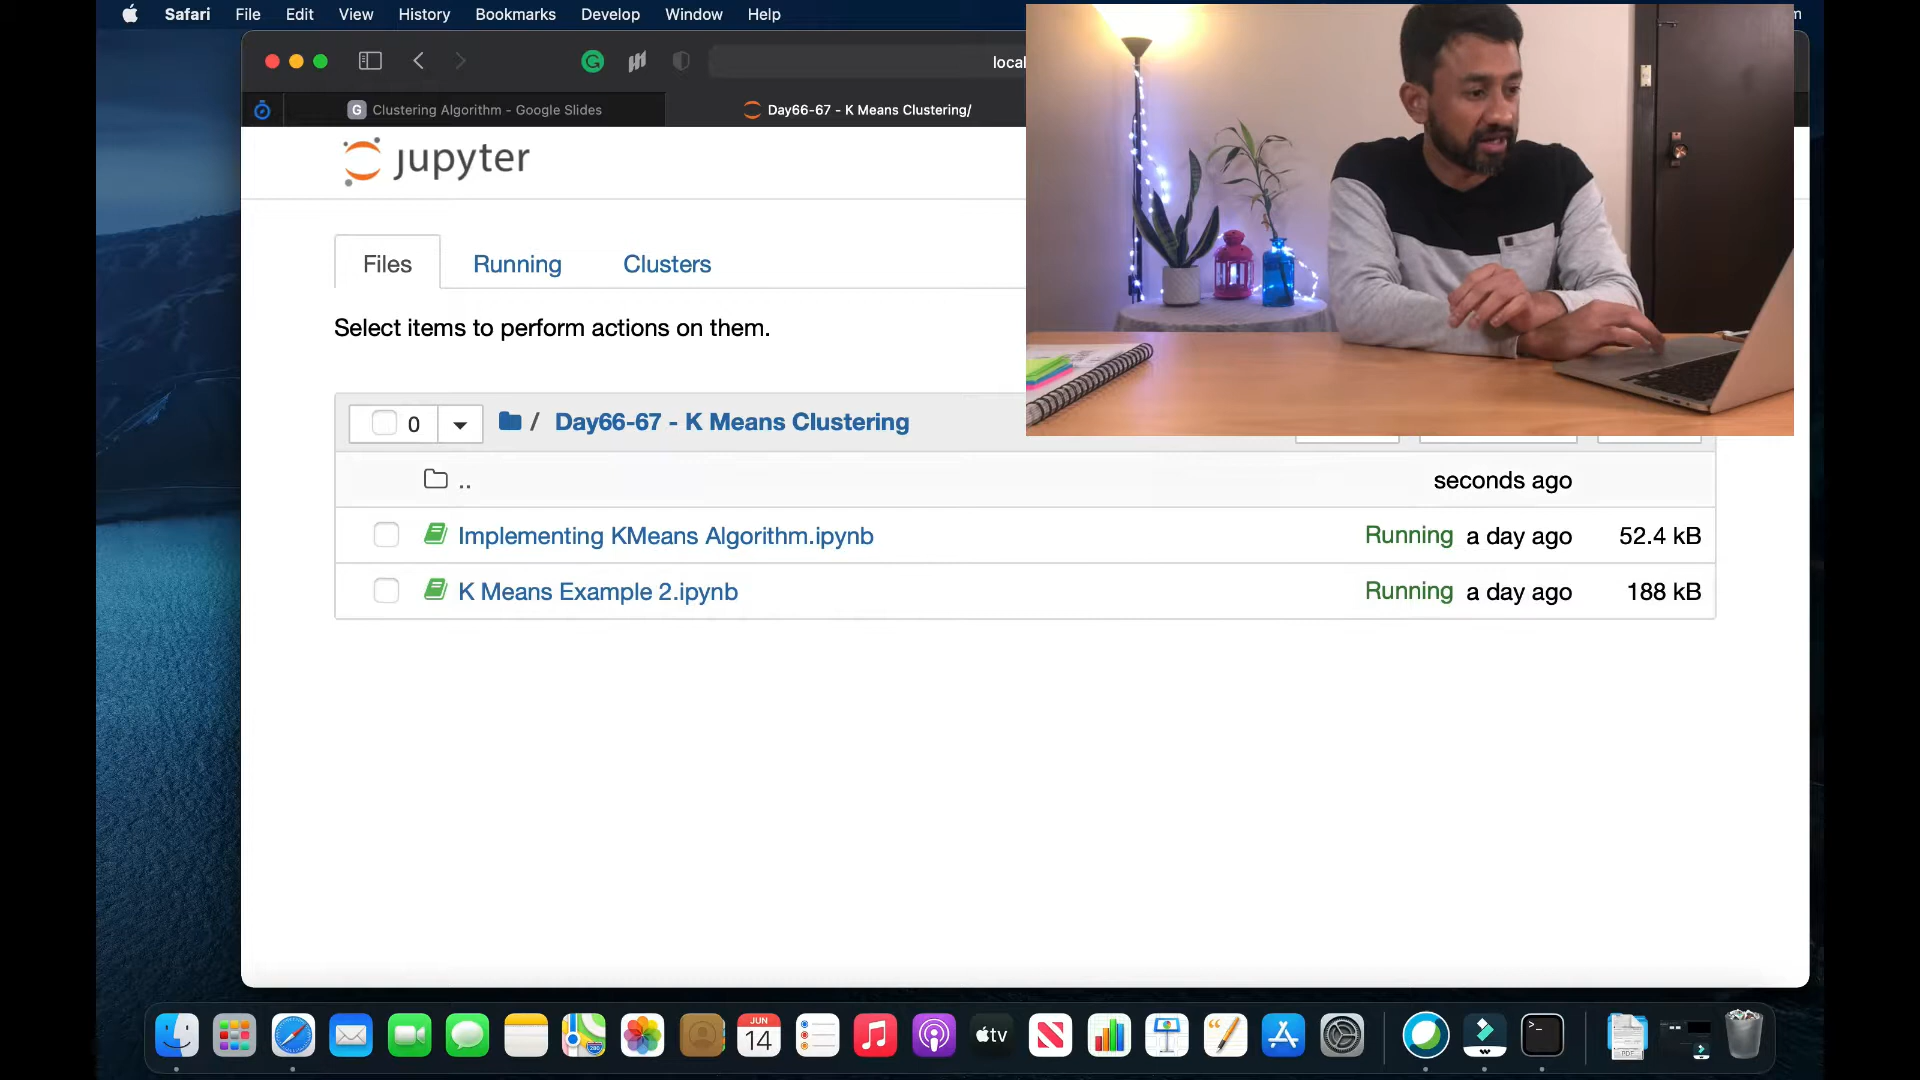 Safari File Edit View History Bookmarks Develop Window Help
local
G Clustering Algorithm - Google Slides
Day66-67 - K Means Clustering/
jupyter
Files Running Clusters
Select items to perform actions on them.
0 / Day66-67 - K Means Clustering
.. seconds ago
Implementing KMeans Algorithm.ipynb Running a day ago 52.4 kB
K Means Example 2.ipynb Running a day ago 188 kB
JUN
14
tv
PDF